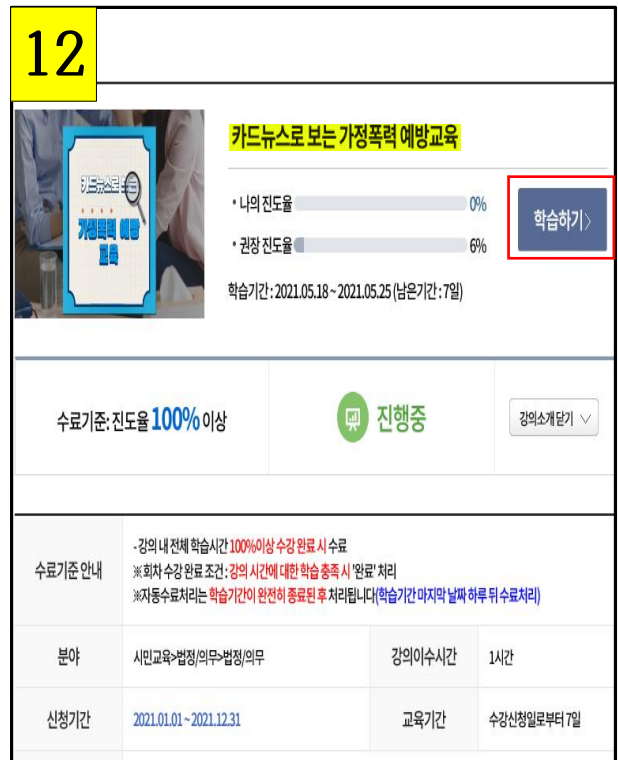 12
카드뉴스로 보는 가정폭력 예방교육
카드뉴스로 보는
가정폭력 예방
교육
• 나의 진도율 0%
학습하기 〉
• 권장 진도율 6%
학습기간 : 2021.05.18 ~ 2021.05.25 (남은기간 : 7일)
수료기준: 진도율 100% 이상
진행중
강의소개 닫기 ∨
수료기준 안내
- 강의 내 전체 학습시간 100%이상 수강 완료 시 수료
※ 회차 수강 완료 조건 : 강의 시간에 대한 학습 충족 시 '완료' 처리
※자동수료처리는 학습기간이 완전히 종료된 후 처리됩니다(학습기간 마지막 날짜 하루 뒤 수료처리)
분야 시민교육>법정/의무>법정/의무 강의이수시간 1시간
신청기간 2021.01.01 ~ 2021.12.31 교육기간 수강신청일로부터 7일